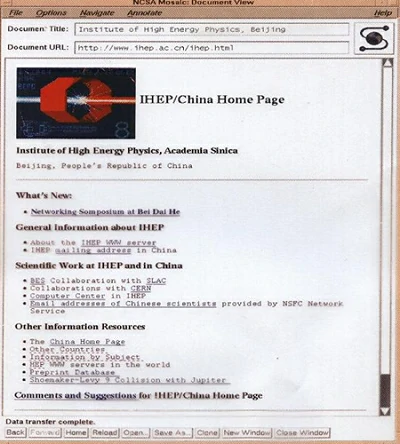 NCSA Mosaic: Document View
File Options Navigate Annotate Help
Document Title: Institute of High Energy Physics, Beijing
Document URL: http://www.ihep.ac.cn/ihep.html
8
IHEP/China Home Page
Institute of High Energy Physics, Academia Sinica
Beijing, People's Republic of China
What's New:
Networking Symposium at Bei Dai He
General Information about IHEP
About the IHEP WWW server
IHEP mailing address in China
Scientific Work at IHEP and in China
BES Collaboration with SLAC
Collaborations with CERN
Computer Center in IHEP
Email addresses of Chinese scientists provided by NSFC Network
Service
Other Information Resources
The China Home Page
Other Countries
Information by Subject
HEP WWW servers in the world
Preprint Database
Shoemaker-Levy 9 Collision with Jupiter
Comments and Suggestions for IHEP/China Home Page
Data transfer complete.
Back Forward Home Reload Open... Save As... Clone New Window Close Window